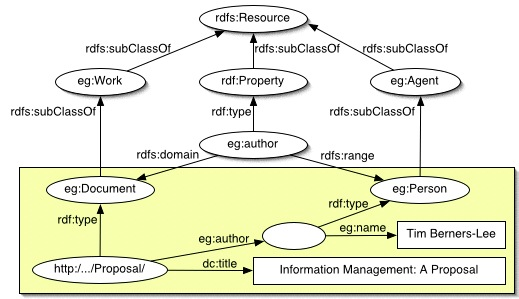 rdfs:Resource
rdfs:subClassOf rdfs:subClassOf rdfs:subClassOf
eg:Work rdf:Property eg:Agent
rdfs:subClassOf rdf:type rdfs:subClassOf
eg:author
rdfs:domain rdfs:range
eg:Document eg:Person
rdf:type rdf:type
eg:author eg:name Tim Berners-Lee
http:/.../Proposal/ dc:title Information Management: A Proposal